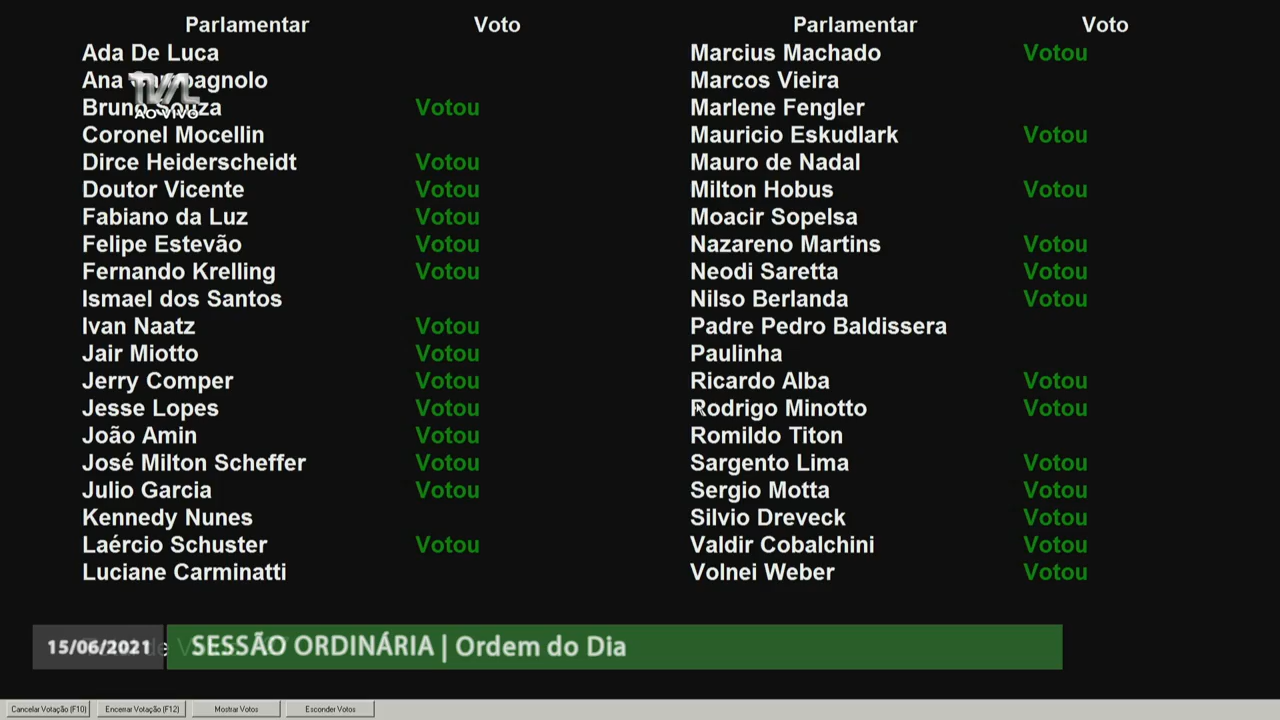 Parlamentar Voto
Ada De Luca
Ana
Bruno Souza Votou
Coronel Mocellin
Dirce Heiderscheidt Votou
Doutor Vicente Votou
Fabiano da Luz Votou
Felipe Estevão Votou
Fernando Krelling Votou
Ismael dos Santos
Ivan Naatz Votou
Jair Miotto Votou
Jerry Comper Votou
Jesse Lopes Votou
João Amin Votou
José Milton Scheffer Votou
Julio Garcia Votou
Kennedy Nunes
Laércio Schuster Votou
Luciane Carminatti
Parlamentar Voto
Marcius Machado Votou
Marcos Vieira
Marlene Fengler
Mauricio Eskudlark Votou
Mauro de Nadal
Milton Hobus Votou
Moacir Sopelsa
Nazareno Martins Votou
Neodi Saretta Votou
Nilso Berlanda Votou
Padre Pedro Baldissera
Paulinha
Ricardo Alba Votou
Rodrigo Minotto Votou
Romildo Titon
Sargento Lima Votou
Sergio Motta Votou
Silvio Dreveck Votou
Valdir Cobalchini Votou
Volnei Weber Votou
TVAL
AO VIVO
15/06/2021 SESSÃO ORDINÁRIA | Ordem do Dia
Cancelar Votação (F10) Encerrar Votação (F12) Mostrar Votos Esconder Votos